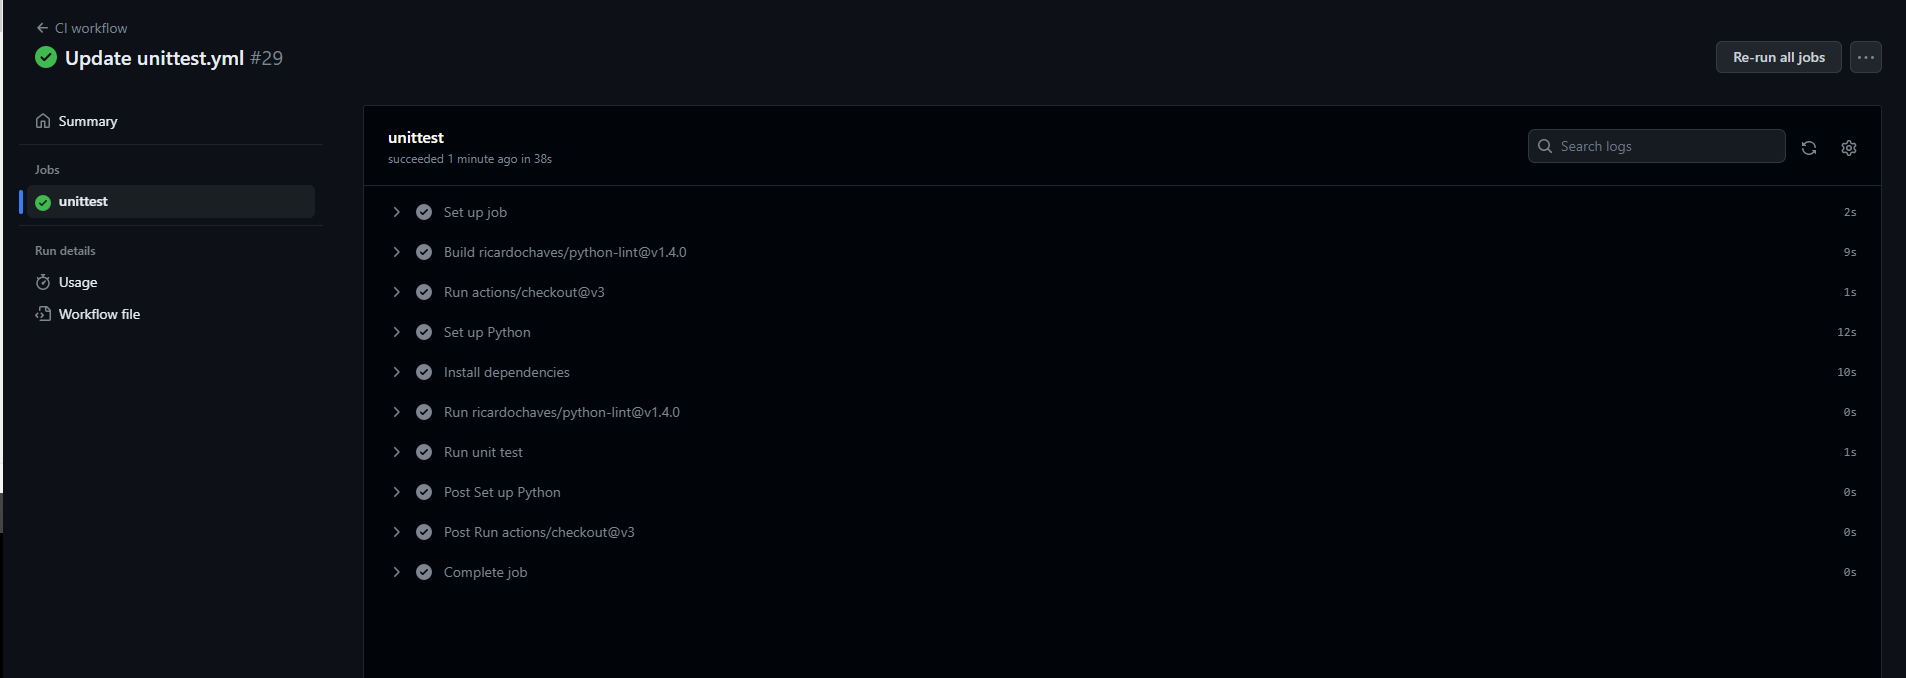 CI workflow
Update unittest.yml #29
Re-run all jobs
Summary
Jobs
unittest
Run details
Usage
Workflow file
unittest
succeeded 1 minute ago in 38s
Search logs
Set up job 2s
Build ricardochaves/python-lint@v1.4.0 9s
Run actions/checkout@v3 1s
Set up Python 12s
Install dependencies 10s
Run ricardochaves/python-lint@v1.4.0 0s
Run unit test 1s
Post Set up Python 0s
Post Run actions/checkout@v3 0s
Complete job 0s